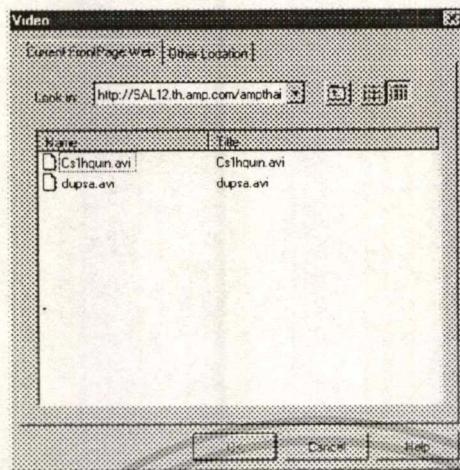 Video
Current FrontPage Web Other Location
Look in: http://SAL12.th.amp.com/ampthai
Name Title
Cs1hquin.avi Cs1hquin.avi
dupsa.avi dupsa.avi
Cancel Help